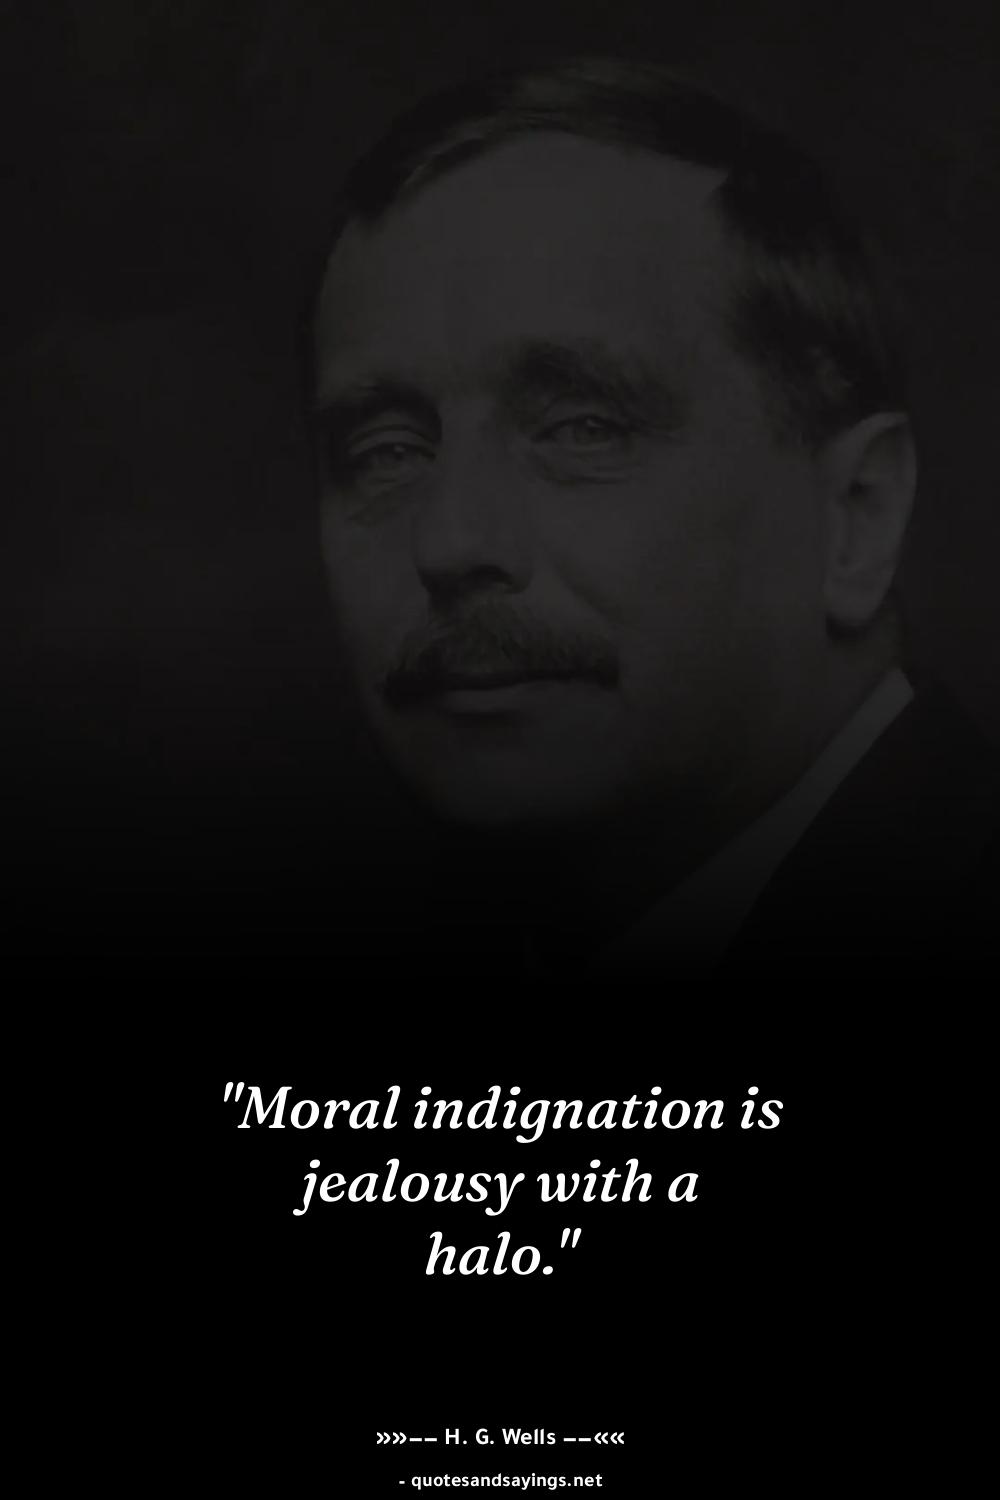 "Moral indignation is
jealousy with a
halo."
»»−− H. G. Wells −−««
- quotesandsayings.net